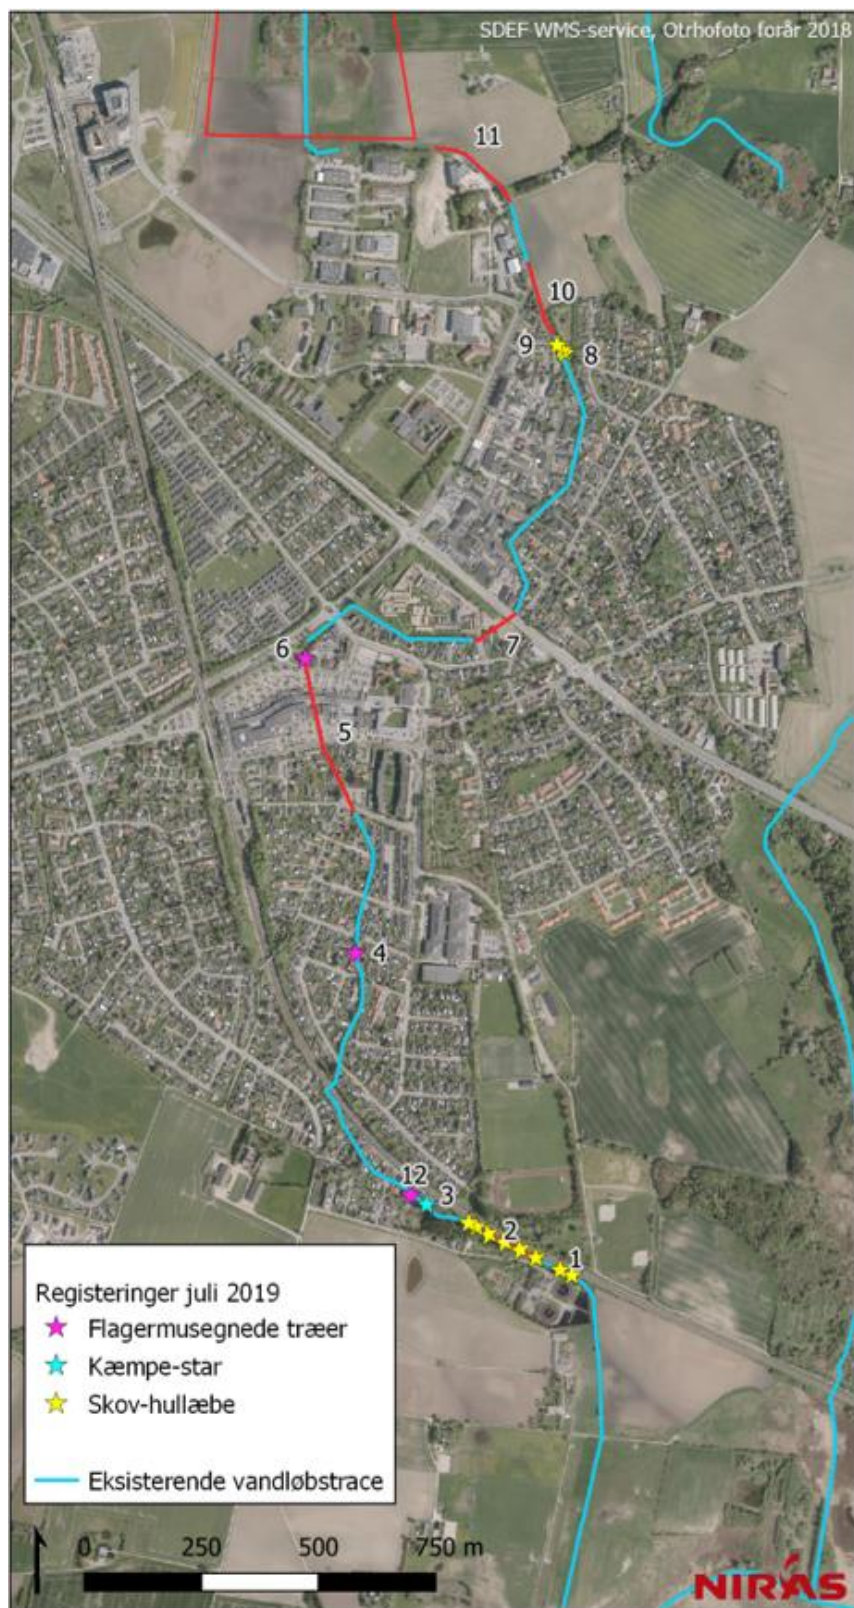 SDEF WMS-service, Otrhofoto forår 2018
11
10
9
8
7
6
5
4
12
3
2
1
Registeringer juli 2019
Flagermusegnede træer
Kæmpe-star
Skov-hullæbe
Eksisterende vandløbstrace
0 250 500 750 m
NIRAS